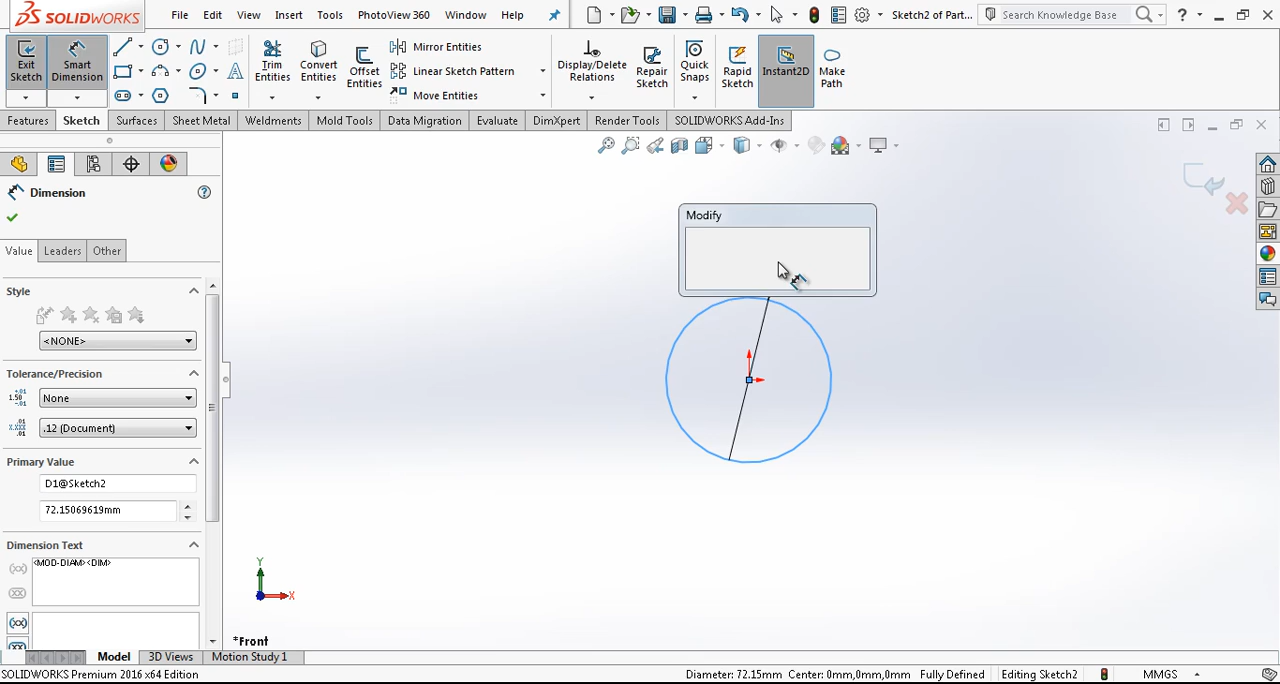 SOLIDWORKS
File Edit View Insert Tools PhotoView 360 Window Help
Sketch2 of Part...
Search Knowledge Base
Exit Sketch
Smart Dimension
Trim Entities
Convert Entities
Offset Entities
Mirror Entities
Linear Sketch Pattern
Move Entities
Display/Delete Relations
Repair Sketch
Quick Snaps
Rapid Sketch
Instant2D
Make Path
Features Sketch Surfaces Sheet Metal Weldments Mold Tools Data Migration Evaluate DimXpert Render Tools SOLIDWORKS Add-Ins
Dimension
Value Leaders Other
Style
<NONE>
Tolerance/Precision
None
.12 (Document)
Primary Value
D1@Sketch2
72.15069619mm
Dimension Text
<MOD-DIAM><DIM>
Modify
Y
X
*Front
Model 3D Views Motion Study 1
SOLIDWORKS Premium 2016 x64 Edition
Diameter: 72.15mm Center: 0mm,0mm,0mm Fully Defined Editing Sketch2 MMGS